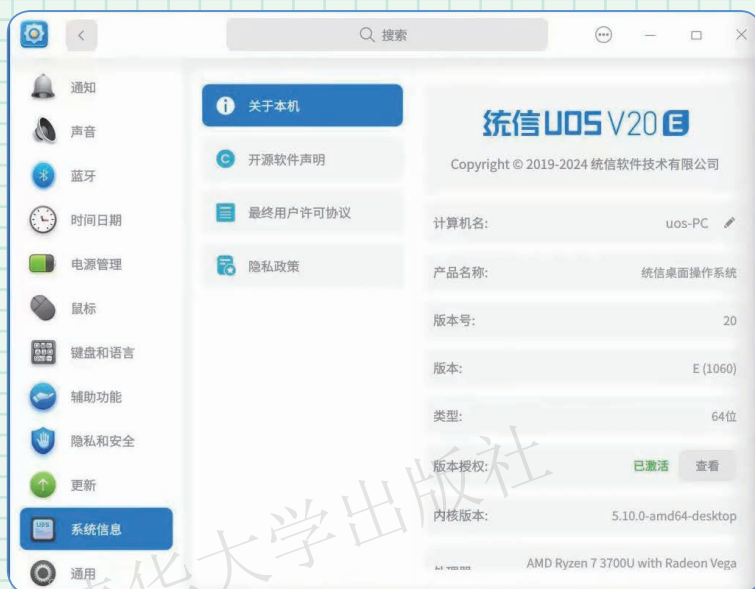 搜索
通知
声音
蓝牙
时间日期
电源管理
鼠标
键盘和语言
辅助功能
隐私和安全
更新
UOS
系统信息
通用
关于本机
开源软件声明
最终用户许可协议
隐私政策
统信UOS V20 E
Copyright © 2019-2024 统信软件技术有限公司
计算机名: uos-PC
产品名称: 统信桌面操作系统
版本号: 20
版本: E (1060)
类型: 64位
版本授权: 已激活 查看
内核版本: 5.10.0-amd64-desktop
AMD Ryzen 7 3700U with Radeon Vega
华大学出版社